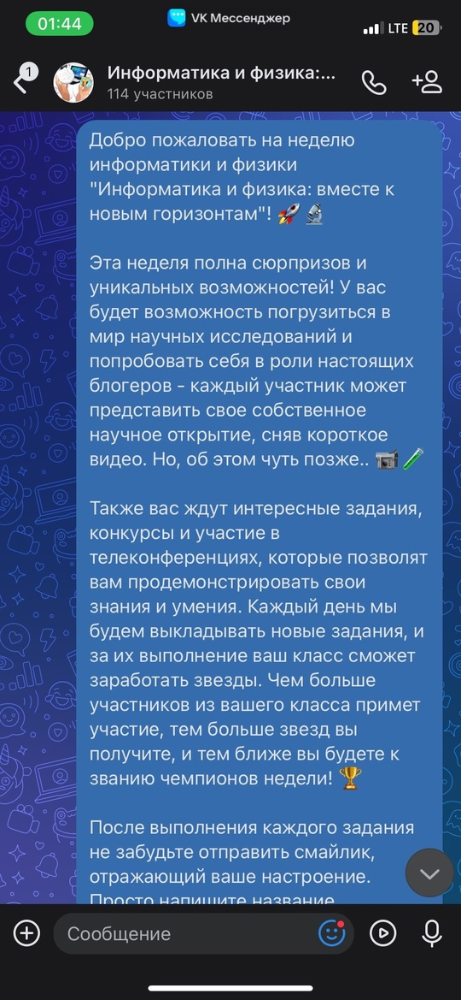 01:44
VK Мессенджер
LTE 20
1
Информатика и физика:...
114 участников
Добро пожаловать на неделю
информатики и физики
"Информатика и физика: вместе к
новым горизонтам"! 🚀🔬
Эта неделя полна сюрпризов и
уникальных возможностей! У вас
будет возможность погрузиться в
мир научных исследований и
попробовать себя в роли настоящих
блогеров - каждый участник может
представить свое собственное
научное открытие, сняв короткое
видео. Но, об этом чуть позже.. 📹🧪
Также вас ждут интересные задания,
конкурсы и участие в
телеконференциях, которые позволят
вам продемонстрировать свои
знания и умения. Каждый день мы
будем выкладывать новые задания, и
за их выполнение ваш класс сможет
заработать звезды. Чем больше
участников из вашего класса примет
участие, тем больше звезд вы
получите, и тем ближе вы будете к
званию чемпионов недели! 🏆
После выполнения каждого задания
не забудьте отправить смайлик,
отражающий ваше настроение.
Просто напишите название
Сообщение